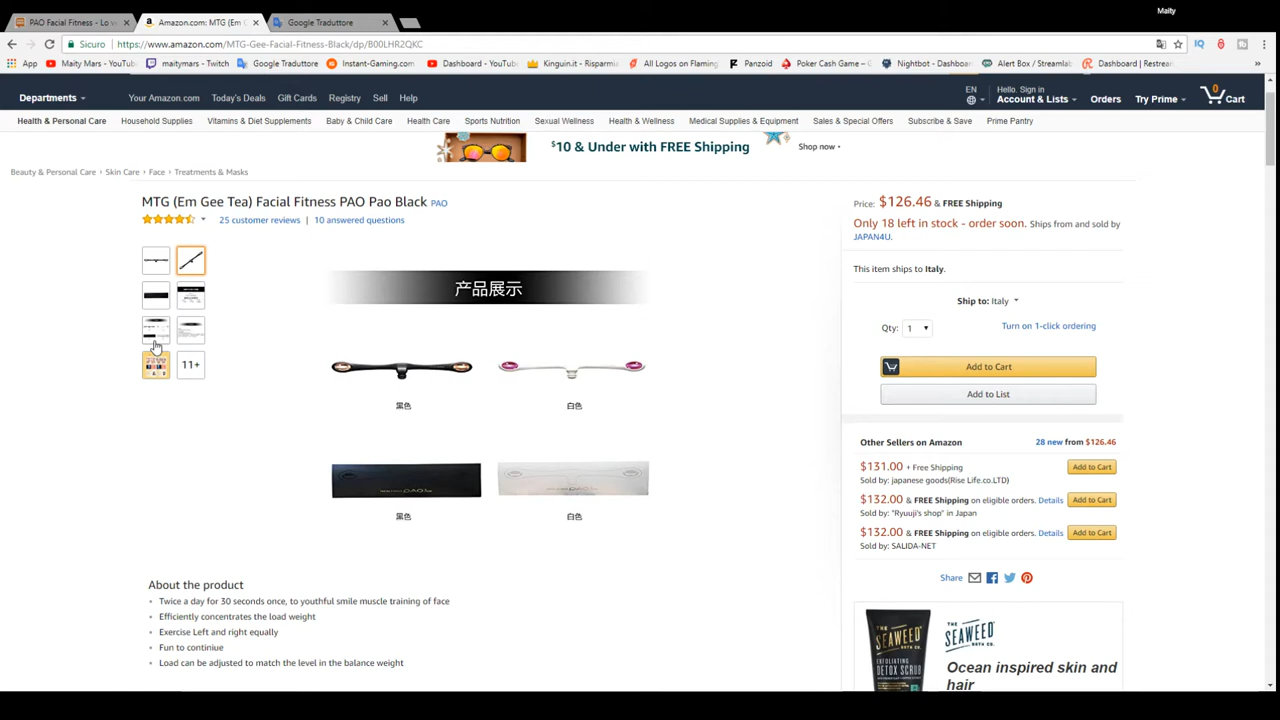 Maity
PAO Facial Fitness - Lo v
Amazon.com: MTG (Em G
Google Traduttore
Sicuro https://www.amazon.com/MTG-Gee-Facial-Fitness-Black/dp/B00LHR2QKC
App Maity Mars - YouTube maitymars - Twitch Google Traduttore Instant-Gaming.com Dashboard - YouTube Kinguin.it - Risparmia All Logos on Flaming Panzoid Poker Cash Game – Nightbot - Dashboard Alert Box / Streamlab Dashboard | Restream
Departments Your Amazon.com Today's Deals Gift Cards Registry Sell Help EN Hello. Sign in Account & Lists Orders Try Prime 0 Cart
Health & Personal Care Household Supplies Vitamins & Diet Supplements Baby & Child Care Health Care Sports Nutrition Sexual Wellness Health & Wellness Medical Supplies & Equipment Sales & Special Offers Subscribe & Save Prime Pantry
$10 & Under with FREE Shipping Shop now ›
Beauty & Personal Care › Skin Care › Face › Treatments & Masks
MTG (Em Gee Tea) Facial Fitness PAO Pao Black PAO
25 customer reviews | 10 answered questions
产品展示
黑色 白色
黑色 白色
11+
About the product
Twice a day for 30 seconds once, to youthful smile muscle training of face
Efficiently concentrates the load weight
Exercise Left and right equally
Fun to continiue
Load can be adjusted to match the level in the balance weight
Price: $126.46 & FREE Shipping
Only 18 left in stock - order soon. Ships from and sold by
JAPAN4U.
This item ships to Italy.
Ship to: Italy
Qty: 1 Turn on 1-click ordering
Add to Cart
Add to List
Other Sellers on Amazon 28 new from $126.46
$131.00 + Free Shipping Add to Cart
Sold by: japanese goods(Rise Life.co.LTD)
$132.00 & FREE Shipping on eligible orders. Details Add to Cart
Sold by: "Ryuuji's shop" in Japan
$132.00 & FREE Shipping on eligible orders. Details Add to Cart
Sold by: SALIDA-NET
Share
THE
SEAWEED
BATH CO.
EXFOLIATING
DETOX SCRUB
THE
SEAWEED
BATH CO.
Ocean inspired skin and
hair